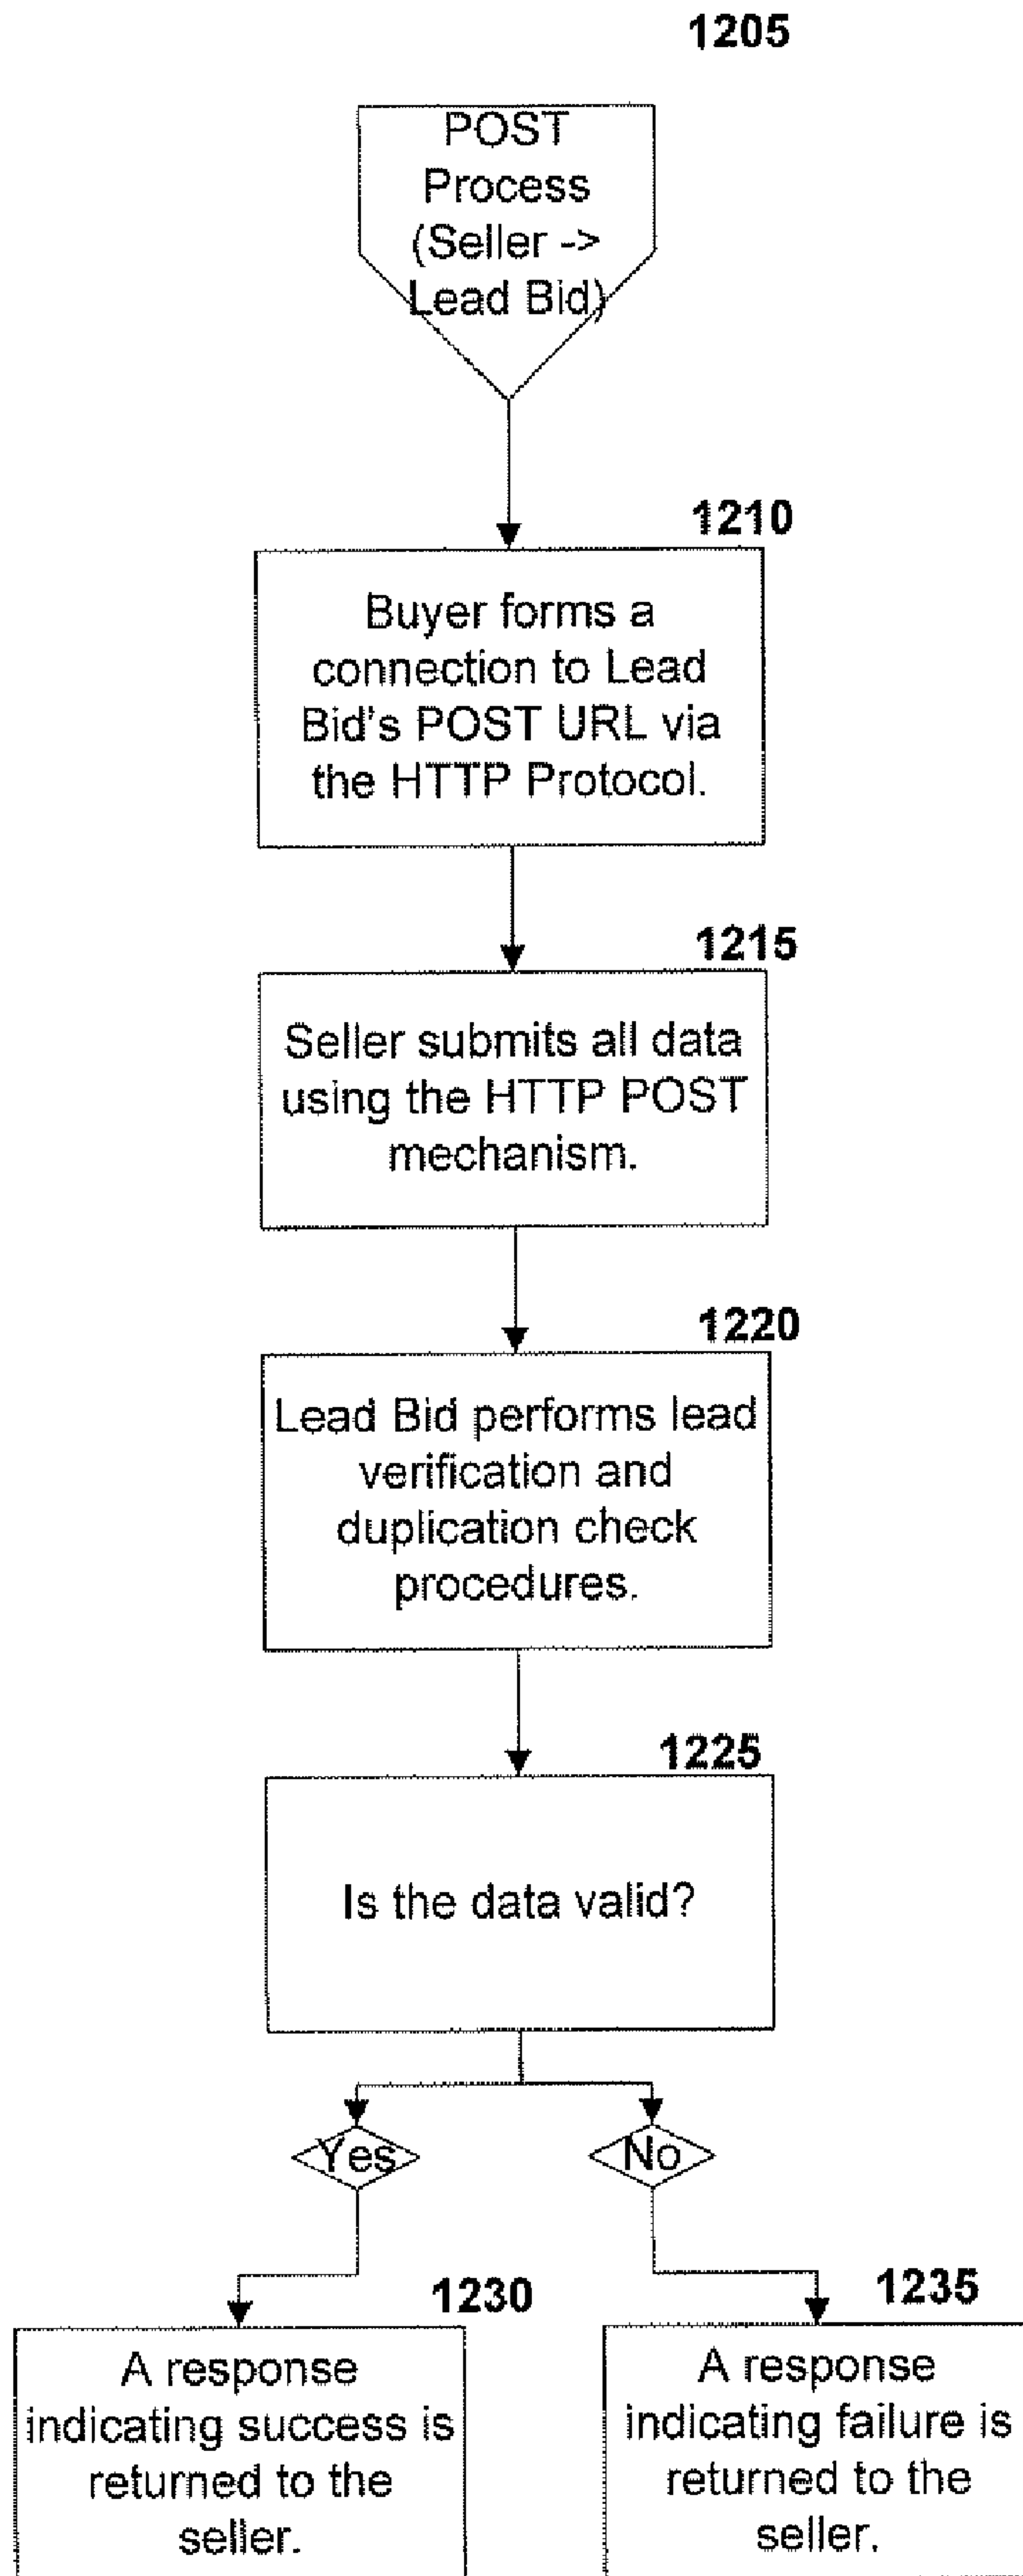 1205
POST
Process
(Seller ->
Lead Bid)
1210
Buyer forms a
connection to Lead
Bid's POST URL via
the HTTP Protocol.
1215
Seller submits all data
using the HTTP POST
mechanism.
1220
Lead Bid performs lead
verification and
duplication check
procedures.
1225
Is the data valid?
Yes
No
1230
A response
indicating success is
returned to the
seller.
1235
A response
indicating failure is
returned to the
seller.